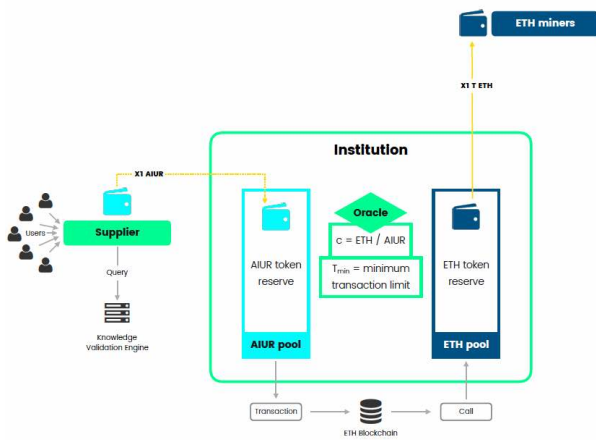 ETH miners
X1 T ETH
Institution
X1 AIUR
Oracle
Users
Supplier
c = ETH / AIUR
AIUR token
reserve
Tmin = minimum
transaction limit
ETH token
reserve
Query
Knowledge
Validation Engine
AIUR pool
ETH pool
Transaction
ETH Blockchain
Call